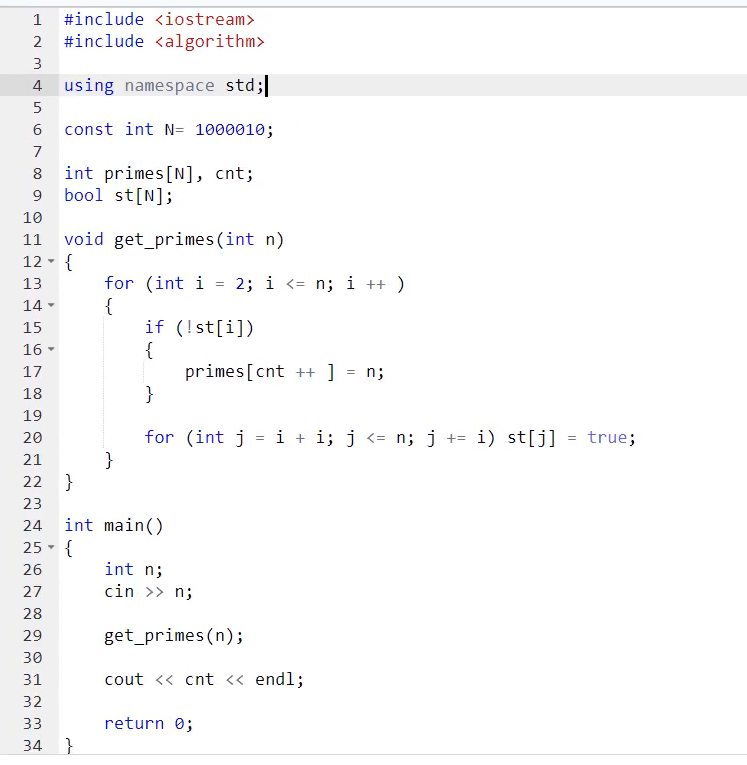 1 #include <iostream>
2 #include <algorithm>
3
4 using namespace std;
5
6 const int N= 1000010;
7
8 int primes[N], cnt;
9 bool st[N];
10
11 void get_primes(int n)
12 {
13     for (int i = 2; i <= n; i ++ )
14     {
15         if (!st[i])
16         {
17             primes[cnt ++ ] = n;
18         }
19
20         for (int j = i + i; j <= n; j += i) st[j] = true;
21     }
22 }
23
24 int main()
25 {
26     int n;
27     cin >> n;
28
29     get_primes(n);
30
31     cout << cnt << endl;
32
33     return 0;
34 }